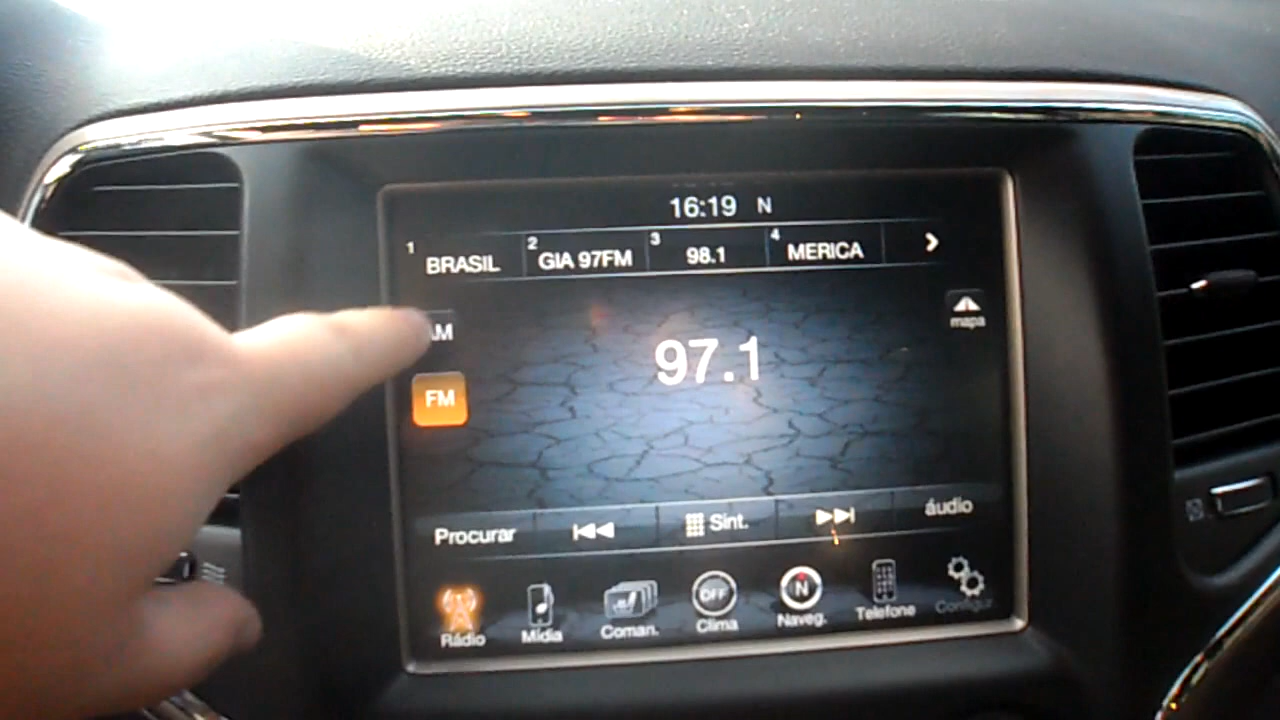 16:19 N
1 BRASIL 2 GIA 97FM 3 98.1 4 MERICA
AM
mapa
97.1
FM
Procurar Sint. áudio
OFF N
Rádio Mídia Coman. Clima Naveg. Telefone Configur